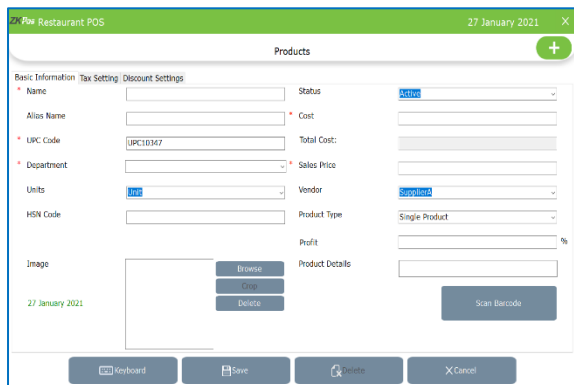 ZKPos Restaurant POS 27 January 2021 X
Products +
Basic Information Tax Setting Discount Settings
* Name Status Active
Alias Name * Cost
* UPC Code UPC10347 Total Cost:
* Department * Sales Price
Units Unit Vendor SupplierA
HSN Code Product Type Single Product
Profit %
Image Browse Product Details
Crop
27 January 2021 Delete Scan Barcode
Keyboard Save Delete X Cancel